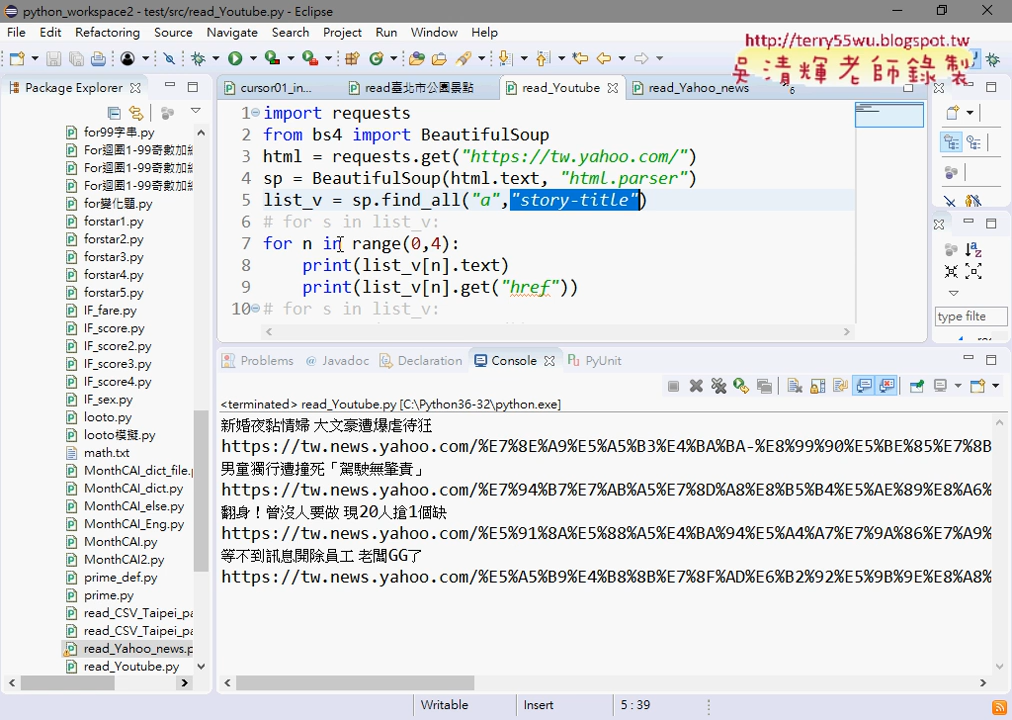 python_workspace2 - test/src/read_Youtube.py - Eclipse
File Edit Refactoring Source Navigate Search Project Run Window Help
http://terry55wu.blogspot.tw
吳清輝老師錄製
Package Explorer
cursor01_in...
read臺北市公園景點
read_Youtube
read_Yahoo_news
6
for99字串.py
For迴圈1-99奇數加總
For迴圈1-99奇數加總
For迴圈1-99奇數加總
for變化題.py
forstar1.py
forstar2.py
forstar3.py
forstar4.py
forstar5.py
IF_fare.py
IF_score.py
IF_score2.py
IF_score3.py
IF_score4.py
IF_sex.py
looto.py
looto模擬.py
math.txt
MonthCAI_dict_file.p
MonthCAI_dict.py
MonthCAI_else.py
MonthCAI_Eng.py
MonthCAI.py
MonthCAI2.py
prime_def.py
prime.py
read_CSV_Taipei_pa
read_CSV_Taipei_pa
read_Yahoo_news.p
read_Youtube.py
1 import requests
2 from bs4 import BeautifulSoup
3 html = requests.get("https://tw.yahoo.com/")
4 sp = BeautifulSoup(html.text, "html.parser")
5 list_v = sp.find_all("a","story-title")
6 # for s in list_v:
7 for n in range(0,4):
8 print(list_v[n].text)
9 print(list_v[n].get("href"))
10 # for s in list_v:
type filte
Problems @ Javadoc Declaration Console PyUnit
<terminated> read_Youtube.py [C:\Python36-32\python.exe]
新婚夜黏情婦 大文豪遭爆虐待狂
https://tw.news.yahoo.com/%E7%8E%A9%E5%A5%B3%E4%BA%BA-%E8%99%90%E5%BE%85%E7%8B
男童獨行遭撞死「駕駛無肇責」
https://tw.news.yahoo.com/%E7%94%B7%E7%AB%A5%E7%8D%A8%E8%B5%B4%E5%AE%89%E8%A6%
翻身！曾沒人要做 現20人搶1個缺
https://tw.news.yahoo.com/%E5%91%8A%E5%88%A5%E4%BA%94%E5%A4%A7%E7%9A%86%E7%A9%
等不到訊息開除員工 老闆GG了
https://tw.news.yahoo.com/%E5%A5%B9%E4%B8%8B%E7%8F%AD%E6%B2%92%E5%9B%9E%E8%A8%
Writable
Insert
5 : 39